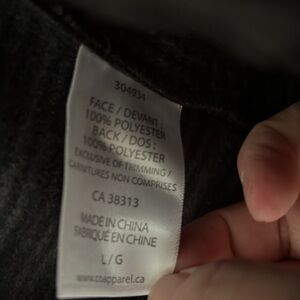 304934
FACE / DEVANT:
100% POLYESTER
BACK / DOS:
100% POLYESTER
EXCLUSIVE OF TRIMMING /
GARNITURES NON COMPRISES
CA 38313
MADE IN CHINA
FABRIQUÉ EN CHINE
L / G
www.coapparel.ca